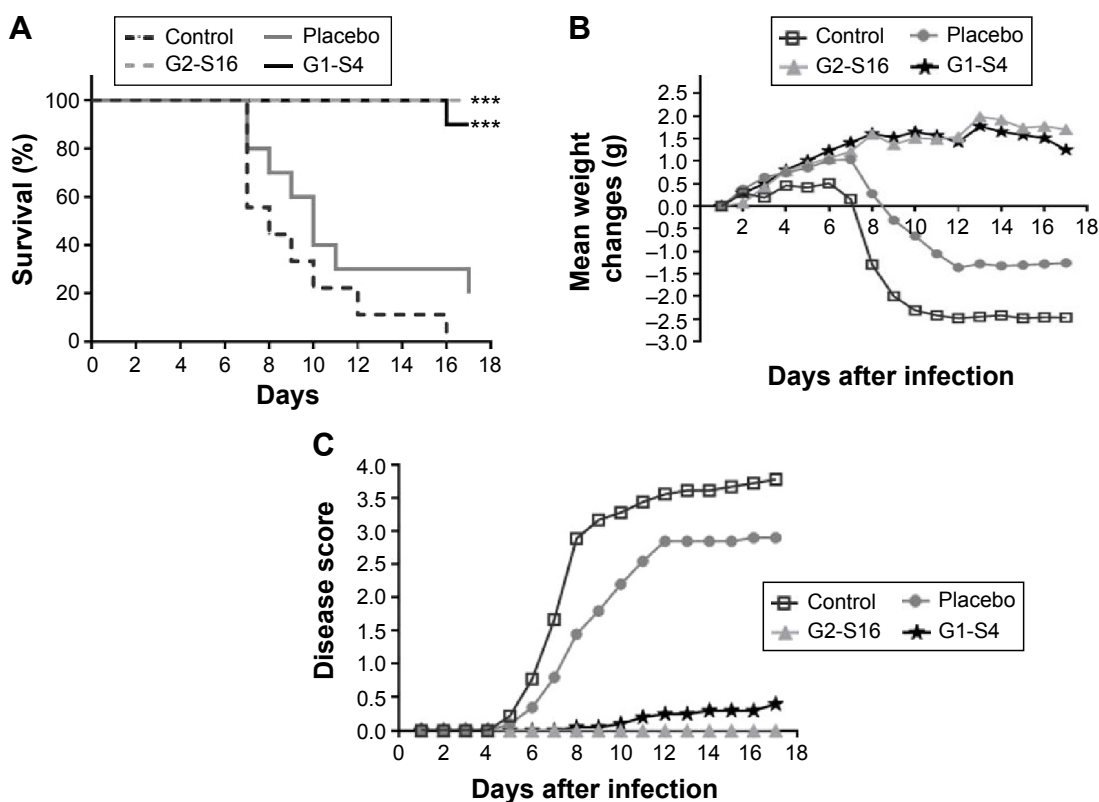 A
Control
Placebo
G2-S16
G1-S4
Survival (%)
100
80
60
40
20
0
***
***
0 2 4 6 8 10 12 14 16 18
Days
B
Control
Placebo
G2-S16
G1-S4
Mean weight
changes (g)
2.5
2.0
1.5
1.0
0.5
0.0
–0.5
–1.0
–1.5
–2.0
–2.5
–3.0
2 4 6 8 10 12 14 16 18
Days after infection
C
Disease score
4.0
3.5
3.0
2.5
2.0
1.5
1.0
0.5
0.0
0 2 4 6 8 10 12 14 16 18
Days after infection
Control
Placebo
G2-S16
G1-S4